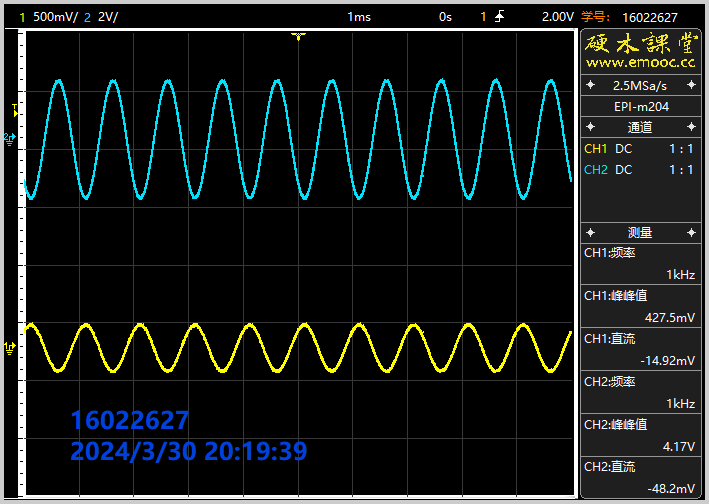 1 500mV/ 2 2V/ 1ms 0s 1 2.00V 学号: 16022627
硬木課堂
www.emooc.cc
2.5MSa/s
EPI-m204
通道
CH1 DC 1 : 1
CH2 DC 1 : 1
测量
CH1:频率
1kHz
CH1:峰峰值
427.5mV
CH1:直流
-14.92mV
CH2:频率
1kHz
CH2:峰峰值
4.17V
CH2:直流
-48.2mV
T
2
1
16022627
2024/3/30 20:19:39